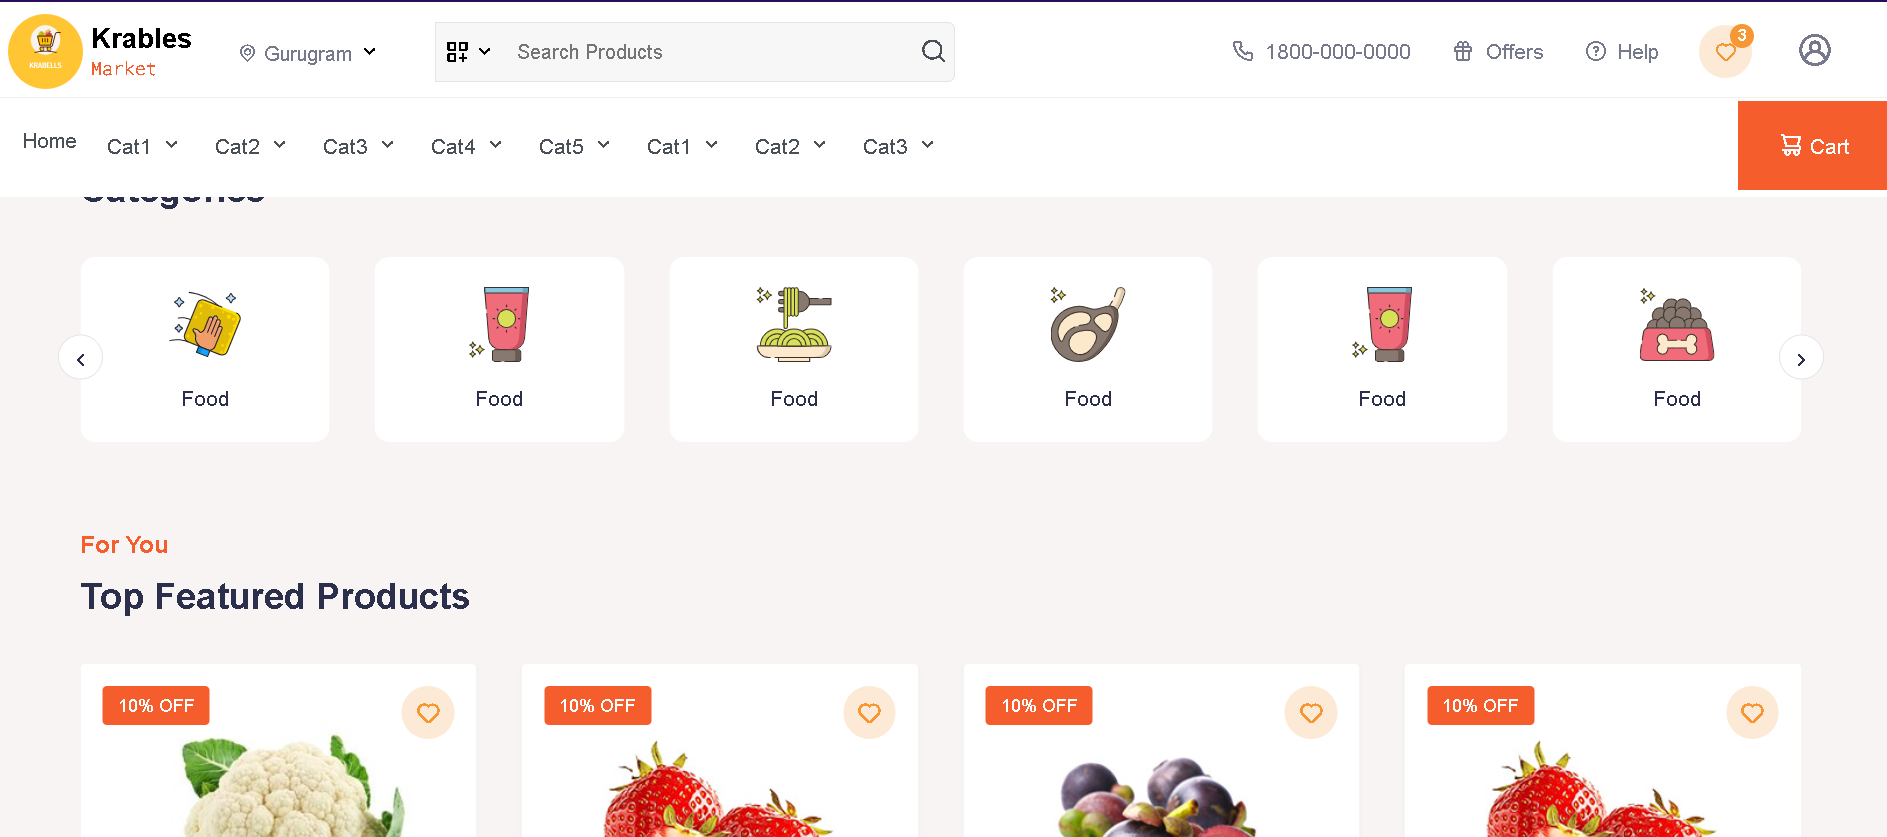 KRABELLS
Krables
Market
Gurugram
Search Products
1800-000-0000
Offers
Help
3
Home
Cat1
Cat2
Cat3
Cat4
Cat5
Cat1
Cat2
Cat3
Cart
Categories
Food
Food
Food
Food
Food
Food
For You
Top Featured Products
10% OFF
10% OFF
10% OFF
10% OFF